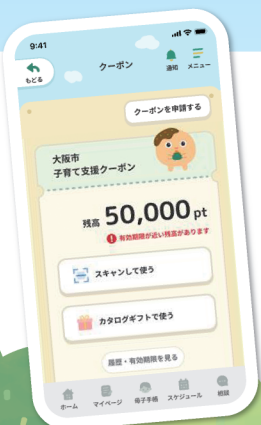 9:41
もどる
クーポン
通知
メニュー
クーポンを申請する
大阪市
子育て支援クーポン
残高 50,000 pt
有効期限が近い残高があります
スキャンして使う
カタログギフトで使う
履歴・有効期限を見る
ホーム
マイページ
母子手帳
スケジュール
相談